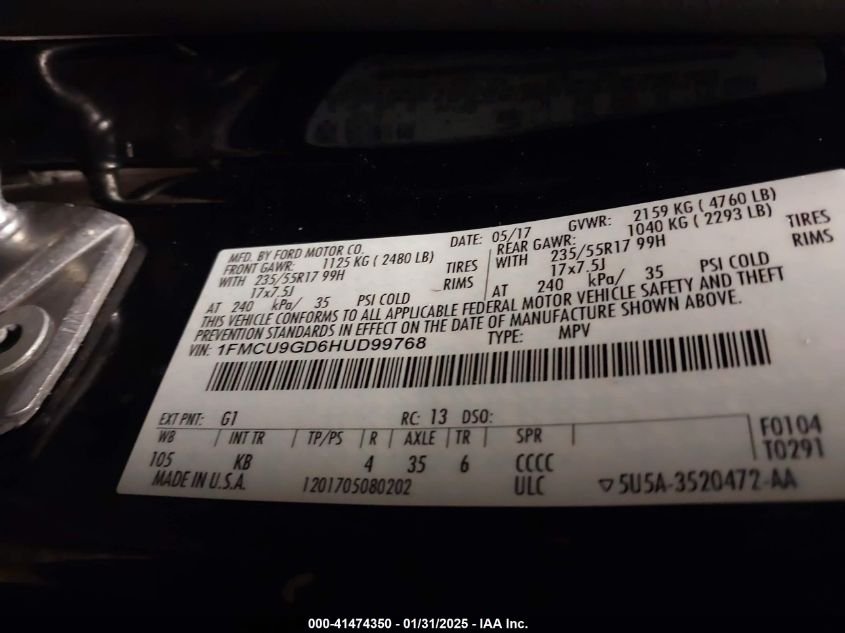 MFD. BY FORD MOTOR CO. DATE: 05/17 GVWR: 2159 KG ( 4760 LB)
FRONT GAWR: 1125 KG ( 2480 LB) REAR GAWR: 1040 KG ( 2293 LB)
WITH 235/55R17 99H TIRES WITH 235/55R17 99H TIRES
17x7.5J RIMS 17x7.5J RIMS
AT 240 kPa/ 35 PSI COLD AT 240 kPa/ 35 PSI COLD
THIS VEHICLE CONFORMS TO ALL APPLICABLE FEDERAL MOTOR VEHICLE SAFETY AND THEFT
PREVENTION STANDARDS IN EFFECT ON THE DATE OF MANUFACTURE SHOWN ABOVE.
VIN: 1FMCU9GD6HUD99768 TYPE: MPV
EXT PNT: G1 RC: 13 DSO: F0104
WB INT TR TP/PS R AXLE TR SPR T0291
105 KB 4 35 6 CCCC
MADE IN U.S.A. 1201705080202 ULC ▽5U5A-3520472-AA
000-41474350 - 01/31/2025 - IAA Inc.